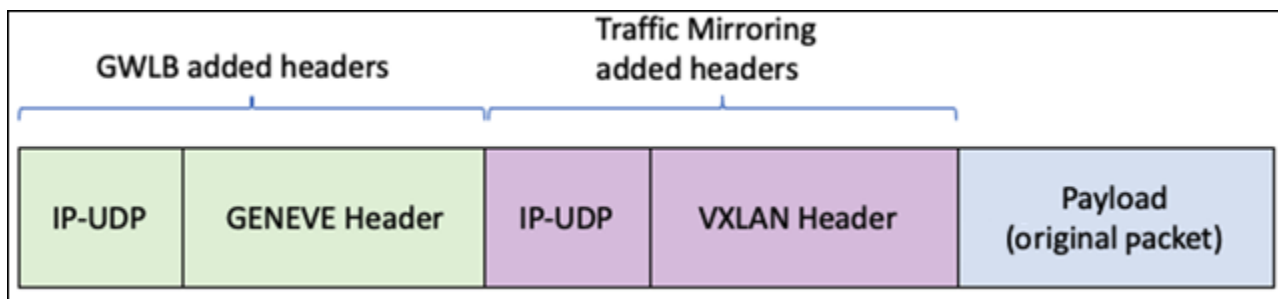 GWLB added headers
Traffic Mirroring
added headers
IP-UDP
GENEVE Header
IP-UDP
VXLAN Header
Payload
(original packet)